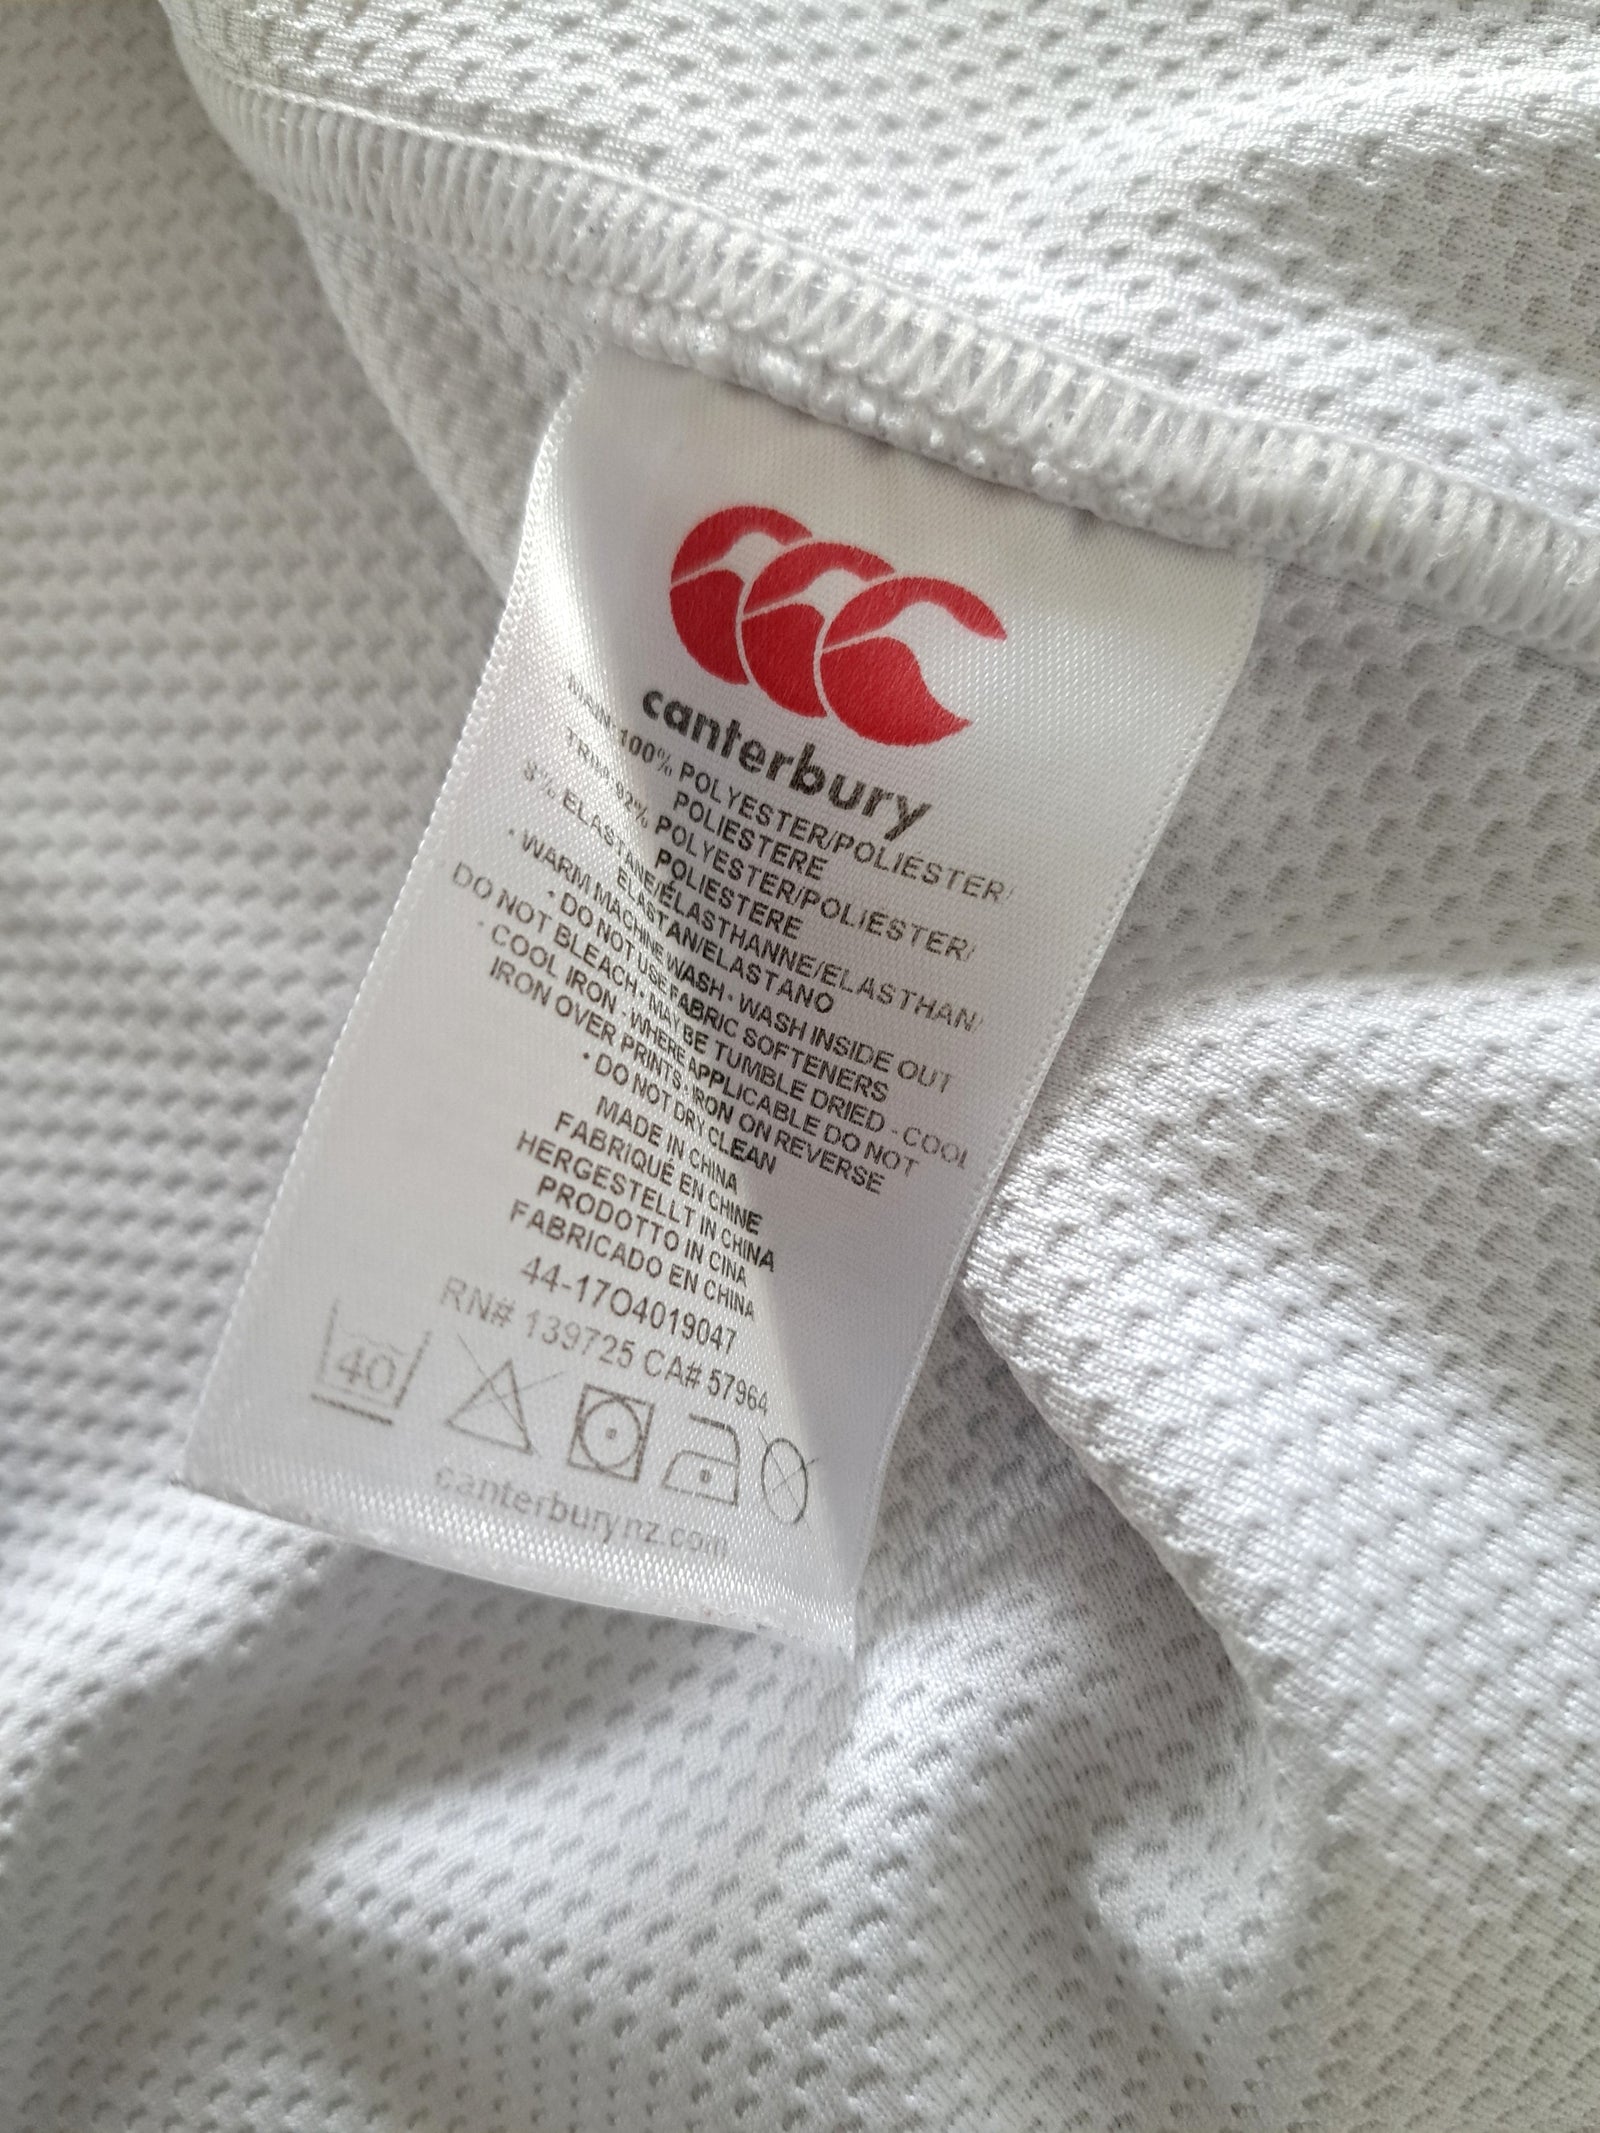 canterbury
MAIN: 100% POLYESTER/POLIÉSTER/
POLIESTERE
TRIM: 92% POLYESTER/POLIÉSTER/
POLIESTERE
8% ELASTANE/ÉLASTHANNE/ELASTHAN/
ELASTAN/ELASTANO
• WARM MACHINE WASH • WASH INSIDE OUT
• DO NOT USE FABRIC SOFTENERS
DO NOT BLEACH • MAY BE TUMBLE DRIED - COOL
• COOL IRON - WHERE APPLICABLE DO NOT
IRON OVER PRINTS, IRON ON REVERSE
• DO NOT DRY CLEAN
MADE IN CHINA
FABRIQUÉ EN CHINE
HERGESTELLT IN CHINA
PRODOTTO IN CINA
FABRICADO EN CHINA
44-17O4019047
RN# 139725 CA# 57964
40
canterburynz.com